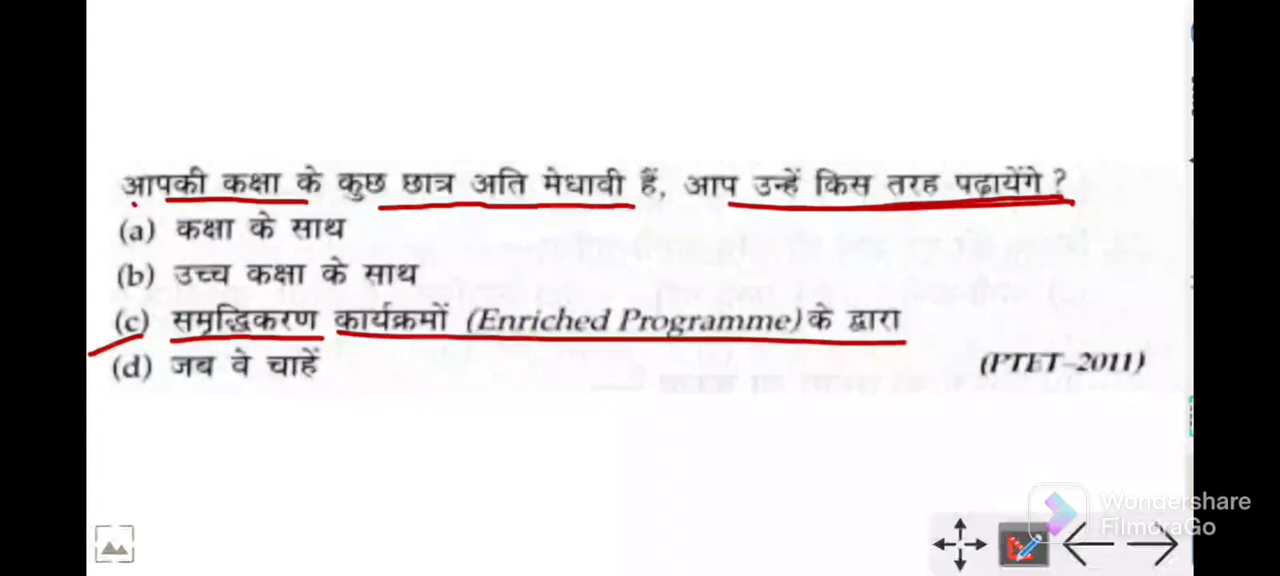 आपकी कक्षा के कुछ छात्र अति मेधावी हैं, आप उन्हें किस तरह पढ़ायेंगे ?
(a) कक्षा के साथ
(b) उच्च कक्षा के साथ
(c) समृद्धिकरण कार्यक्रमों (Enriched Programme) के द्वारा
(d) जब वे चाहें
(PTET-2011)
Wondershare
FilmoraGo